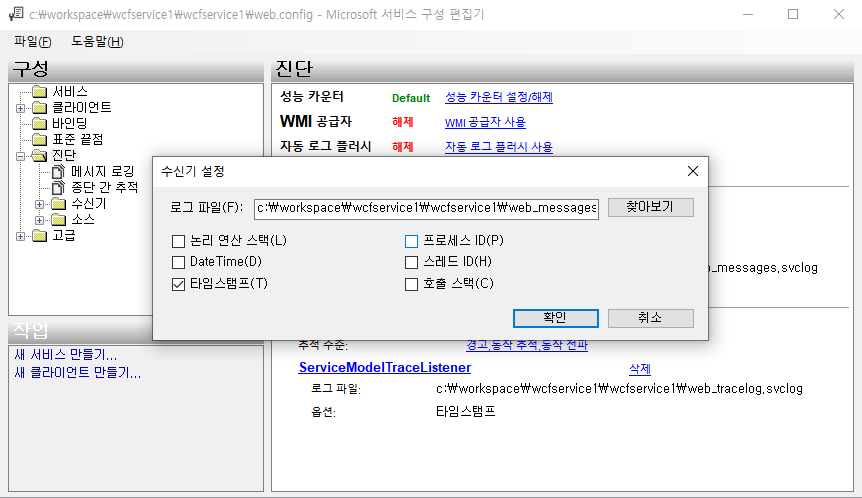 c:₩workspace₩wcfservice1₩wcfservice1₩web.config - Microsoft 서비스 구성 편집기
파일(F) 도움말(H)
구성
서비스
클라이언트
바인딩
표준 끝점
진단
메시지 로깅
종단 간 추적
수신기
소스
고급
작업
새 서비스 만들기...
새 클라이언트 만들기...
진단
성능 카운터 Default 성능 카운터 설정/해제
WMI 공급자 해제 WMI 공급자 사용
자동 로그 플러시 해제 자동 로그 플러시 사용
수신기 설정
로그 파일(F): c:₩workspace₩wcfservice1₩wcfservice1₩web_messages 찾아보기
논리 연산 스택(L) 프로세스 ID(P)
DateTime(D) 스레드 ID(H)
타임스탬프(T) 호출 스택(C)
확인 취소
_messages.svclog
추적 수준: 경고,동작 추적,동작 전파
ServiceModelTraceListener 삭제
로그 파일: c:₩workspace₩wcfservice1₩wcfservice1₩web_tracelog.svclog
옵션: 타임스탬프